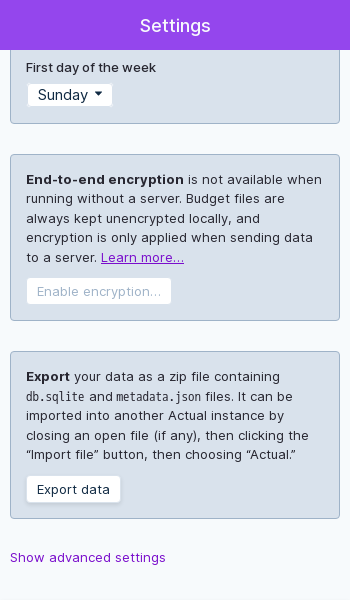 Settings
First day of the week
Sunday
End-to-end encryption is not available when
running without a server. Budget files are
always kept unencrypted locally, and
encryption is only applied when sending data
to a server. Learn more…
Enable encryption…
Export your data as a zip file containing
db.sqlite and metadata.json files. It can be
imported into another Actual instance by
closing an open file (if any), then clicking the
“Import file” button, then choosing “Actual.”
Export data
Show advanced settings